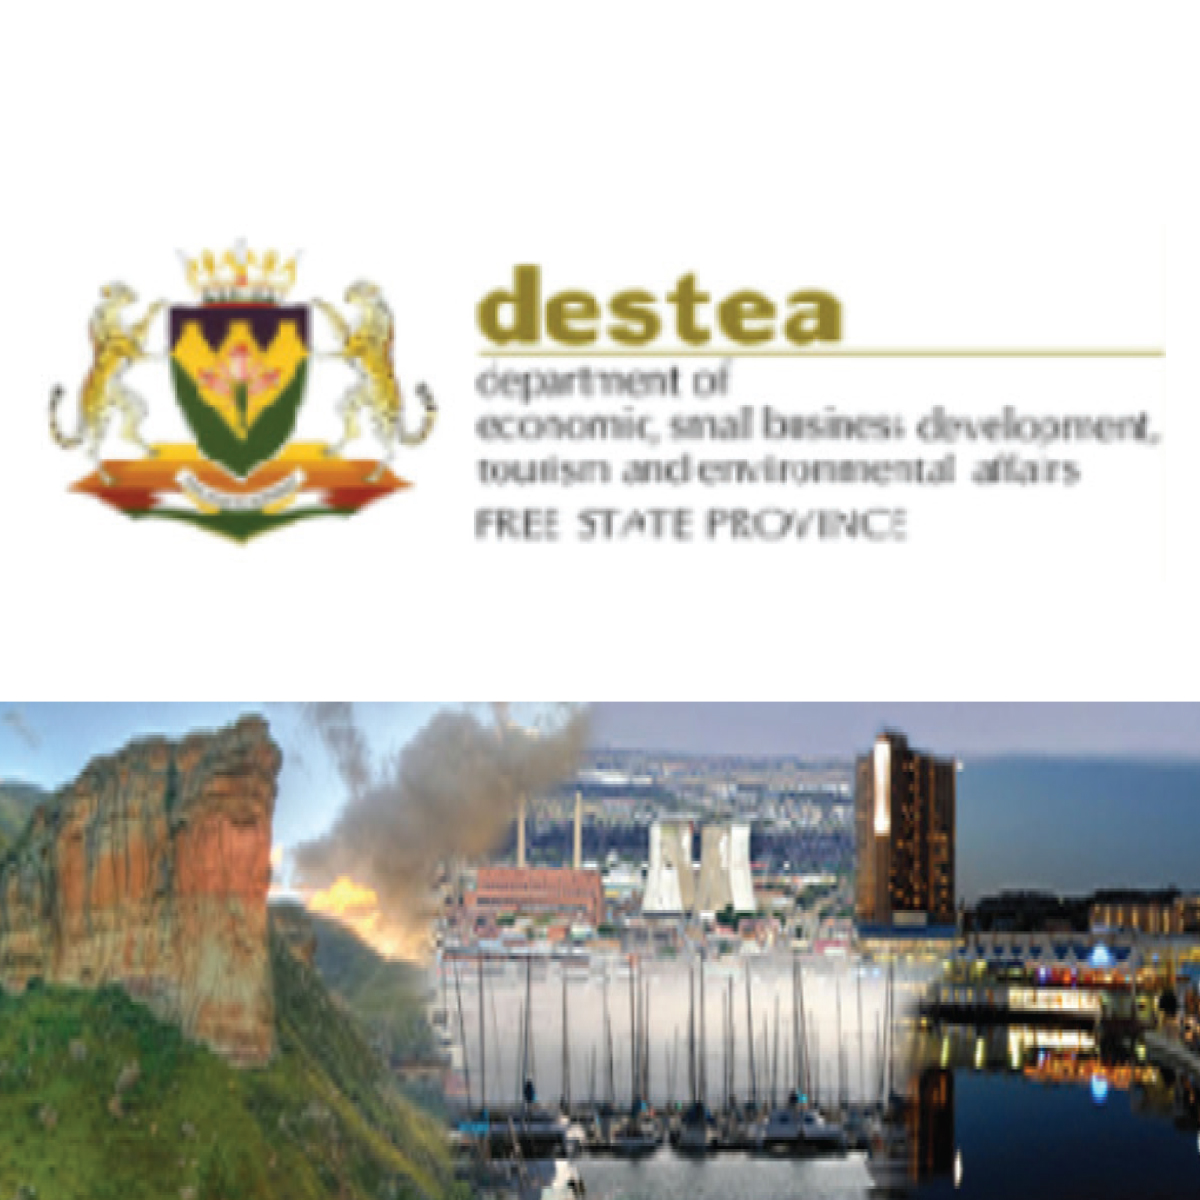 destea
department of
economic, small business development,
tourism and environmental affairs
FREE STATE PROVINCE